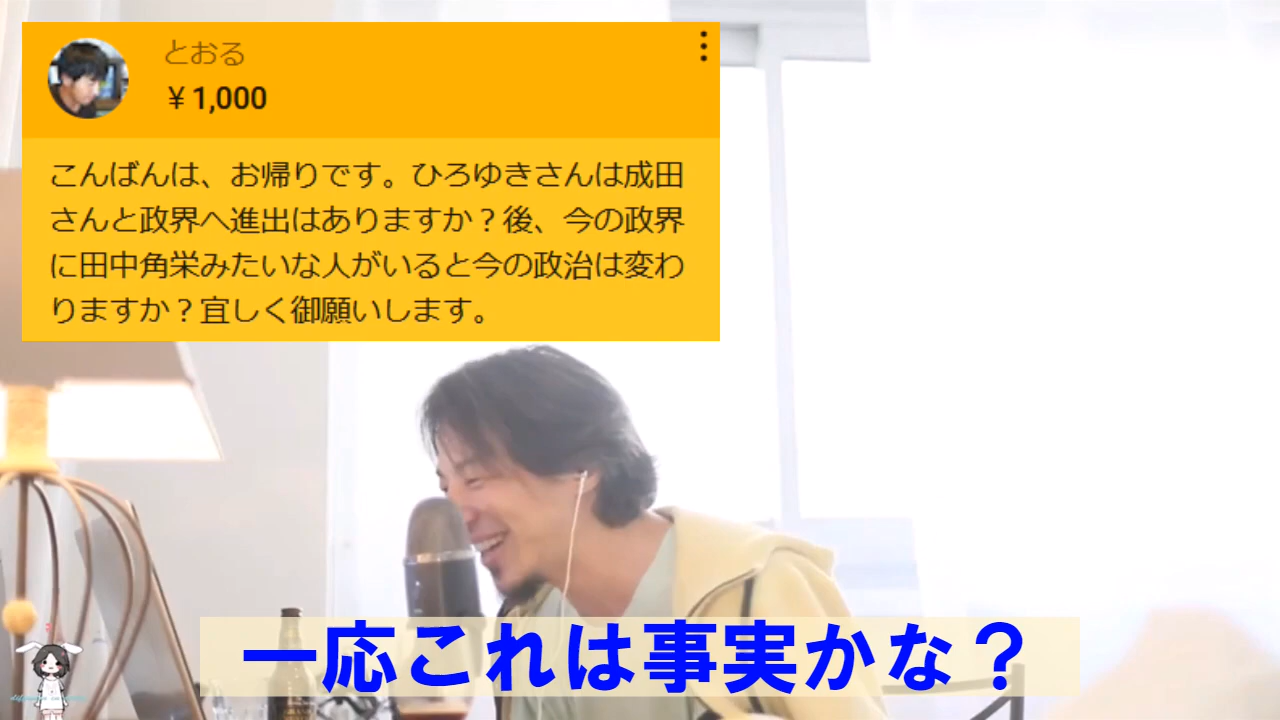 とおる
￥1,000
こんばんは、お帰りです。ひろゆきさんは成田
さんと政界へ進出はありますか？後、今の政界
に田中角栄みたいな人がいると今の政治は変わ
りますか？宜しく御願いします。
一応これは事実かな？